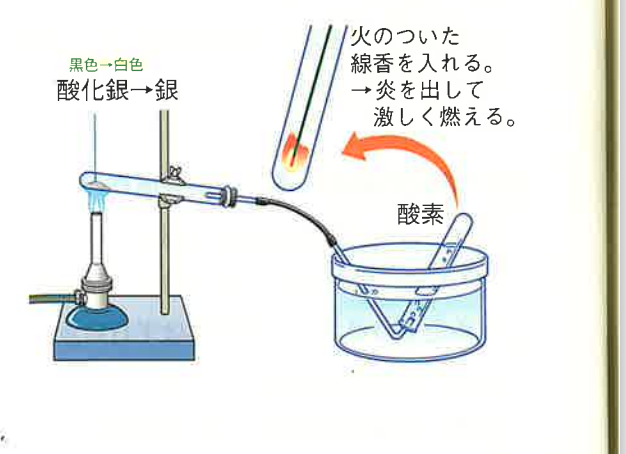 黒色→白色
酸化銀→銀
火のついた
線香を入れる。
→炎を出して
激しく燃える。
酸素